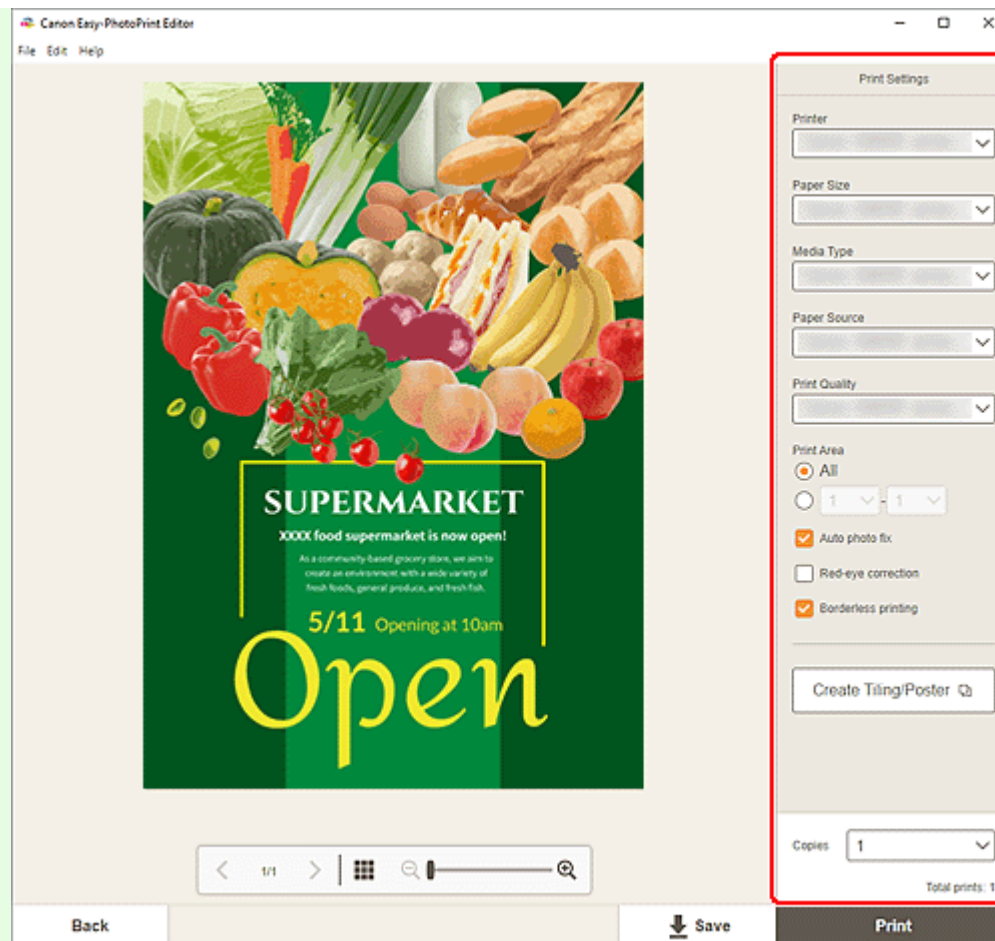 Canon Easy-PhotoPrint Editor
File Edit Help
SUPERMARKET
XXXX food supermarket is now open!
As a community-based grocery store, we aim to
create an environment with a wide variety of
fresh foods, general produce, and fresh fish.
5/11 Opening at 10am
Open
1/1
Back
Save
Print Settings
Printer
Paper Size
Media Type
Paper Source
Print Quality
Print Area
All
1 - 1
Auto photo fix
Red-eye correction
Borderless printing
Create Tiling/Poster
Copies 1
Total prints: 1
Print